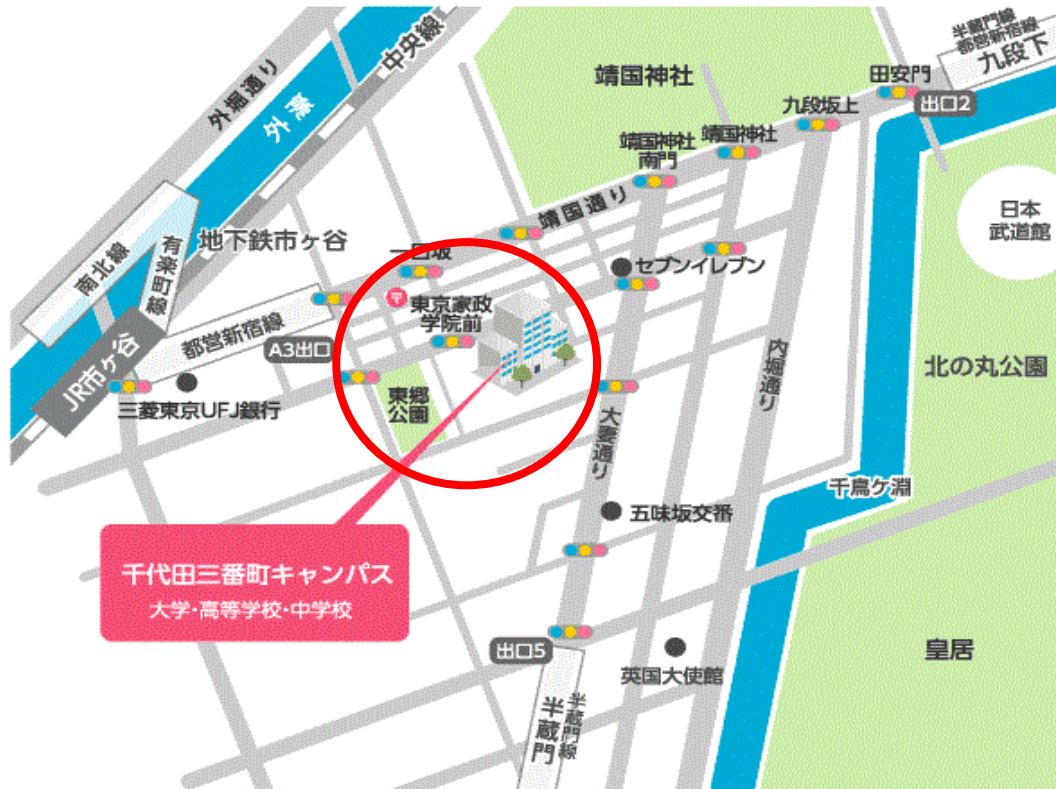 外堀通り
外濠
中央線
靖国神社
半蔵門線
都営新宿線
九段下
田安門
出口2
九段坂上
靖国神社
靖国神社
南門
靖国通り
日本
武道館
南北線
有楽町線
地下鉄市ヶ谷
一口坂
セブンイレブン
東京家政
学院前
都営新宿線
A3出口
JR市ヶ谷
三菱東京UFJ銀行
東郷
公園
内堀通り
北の丸公園
大妻通り
千鳥ケ淵
五味坂交番
千代田三番町キャンパス
大学・高等学校・中学校
出口5
英国大使館
皇居
半蔵門
半蔵門線